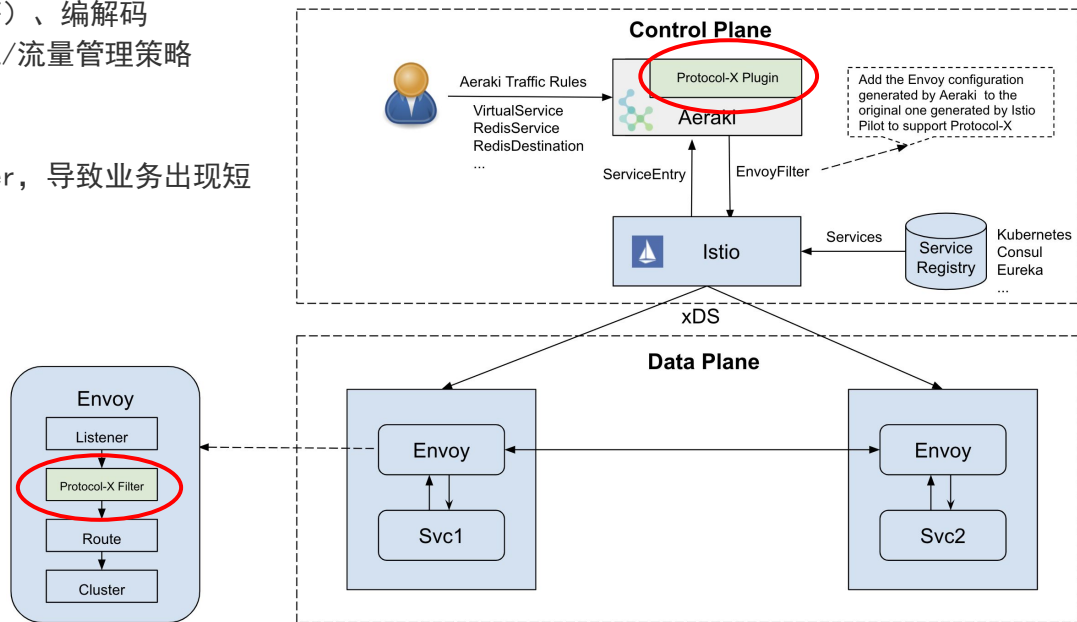 ）、编解码
/流量管理策略
er，导致业务出现短
Control Plane
Protocol-X Plugin
Aeraki
Aeraki Traffic Rules
VirtualService
RedisService
RedisDestination
...
Add the Envoy configuration
generated by Aeraki to the
original one generated by Istio
Pilot to support Protocol-X
ServiceEntry
EnvoyFilter
Istio
Services
Service
Registry
Kubernetes
Consul
Eureka
...
xDS
Data Plane
Envoy
Listener
Protocol-X Filter
Route
Cluster
Envoy
Svc1
Envoy
Svc2